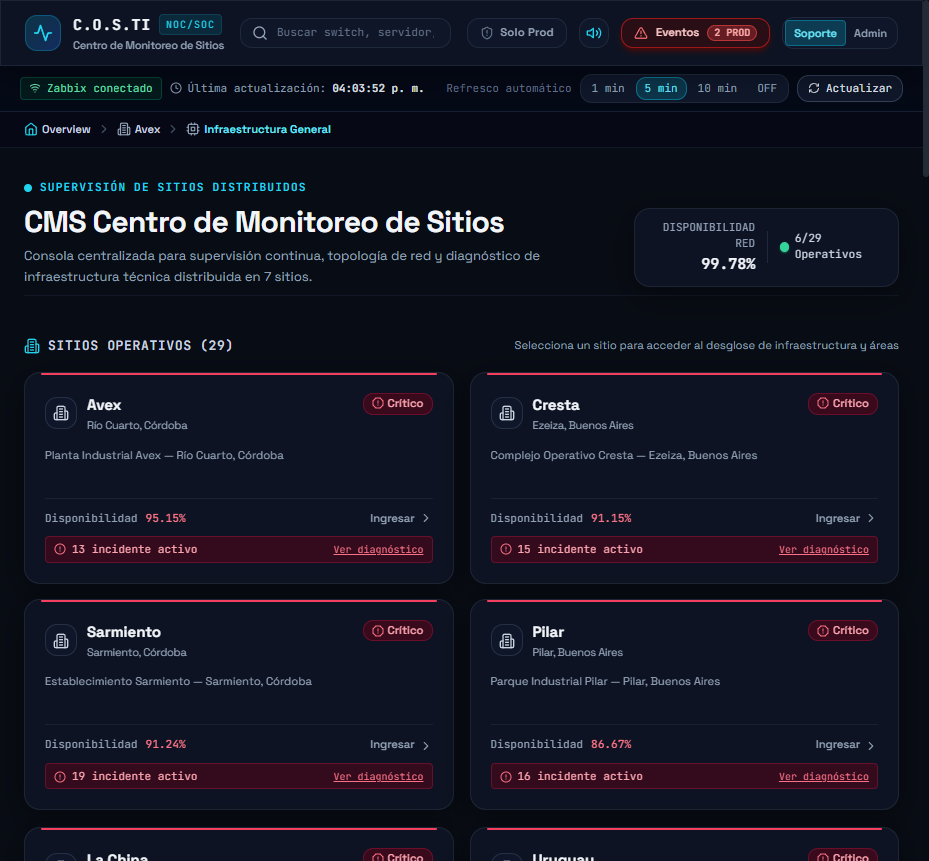 C.O.S.TI NOC/SOC
Centro de Monitoreo de Sitios
Buscar switch, servidor,
Solo Prod
Eventos 2 PROD
Soporte Admin
Zabbix conectado
Última actualización: 04:03:52 p. m.
Refresco automático 1 min 5 min 10 min OFF
Actualizar
Overview > Avex > Infraestructura General
SUPERVISIÓN DE SITIOS DISTRIBUIDOS
CMS Centro de Monitoreo de Sitios
Consola centralizada para supervisión continua, topología de red y diagnóstico de
infraestructura técnica distribuida en 7 sitios.
DISPONIBILIDAD
RED
99.78%
6/29
Operativos
SITIOS OPERATIVOS (29)
Selecciona un sitio para acceder al desglose de infraestructura y áreas
Avex
Crítico
Río Cuarto, Córdoba
Planta Industrial Avex — Río Cuarto, Córdoba
Disponibilidad 95.15%
Ingresar
13 incidente activo
Ver diagnóstico
Cresta
Crítico
Ezeiza, Buenos Aires
Complejo Operativo Cresta — Ezeiza, Buenos Aires
Disponibilidad 91.15%
Ingresar
15 incidente activo
Ver diagnóstico
Sarmiento
Crítico
Sarmiento, Córdoba
Establecimiento Sarmiento — Sarmiento, Córdoba
Disponibilidad 91.24%
Ingresar
19 incidente activo
Ver diagnóstico
Pilar
Crítico
Pilar, Buenos Aires
Parque Industrial Pilar — Pilar, Buenos Aires
Disponibilidad 86.67%
Ingresar
16 incidente activo
Ver diagnóstico
La China
Crítico
Uruguay
Crítico